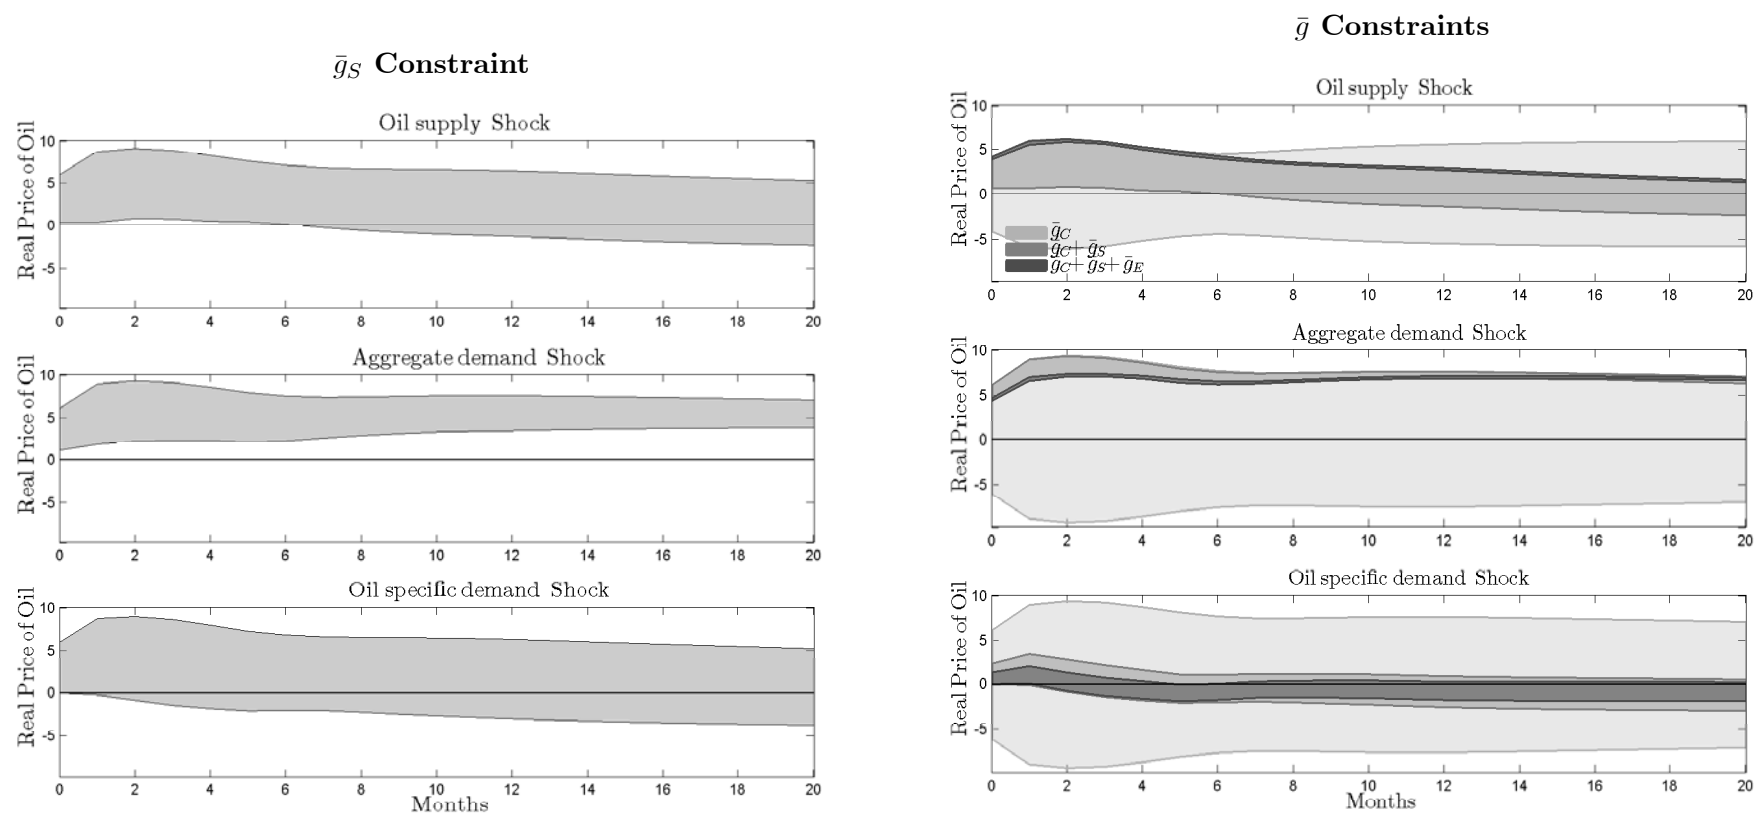 ḡ_S Constraint
Oil supply Shock
Real Price of Oil
10
5
0
-5
0 2 4 6 8 10 12 14 16 18 20
Aggregate demand Shock
Real Price of Oil
10
5
0
-5
0 2 4 6 8 10 12 14 16 18 20
Oil specific demand Shock
Real Price of Oil
10
5
0
-5
0 2 4 6 8 10 12 14 16 18 20
Months
ḡ Constraints
Oil supply Shock
Real Price of Oil
10
5
0
-5
ḡ_C
ḡ_C+ ḡ_S
ḡ_C+ ḡ_S+ ḡ_E
0 2 4 6 8 10 12 14 16 18 20
Aggregate demand Shock
Real Price of Oil
10
5
0
-5
0 2 4 6 8 10 12 14 16 18 20
Oil specific demand Shock
Real Price of Oil
10
5
0
-5
0 2 4 6 8 10 12 14 16 18 20
Months